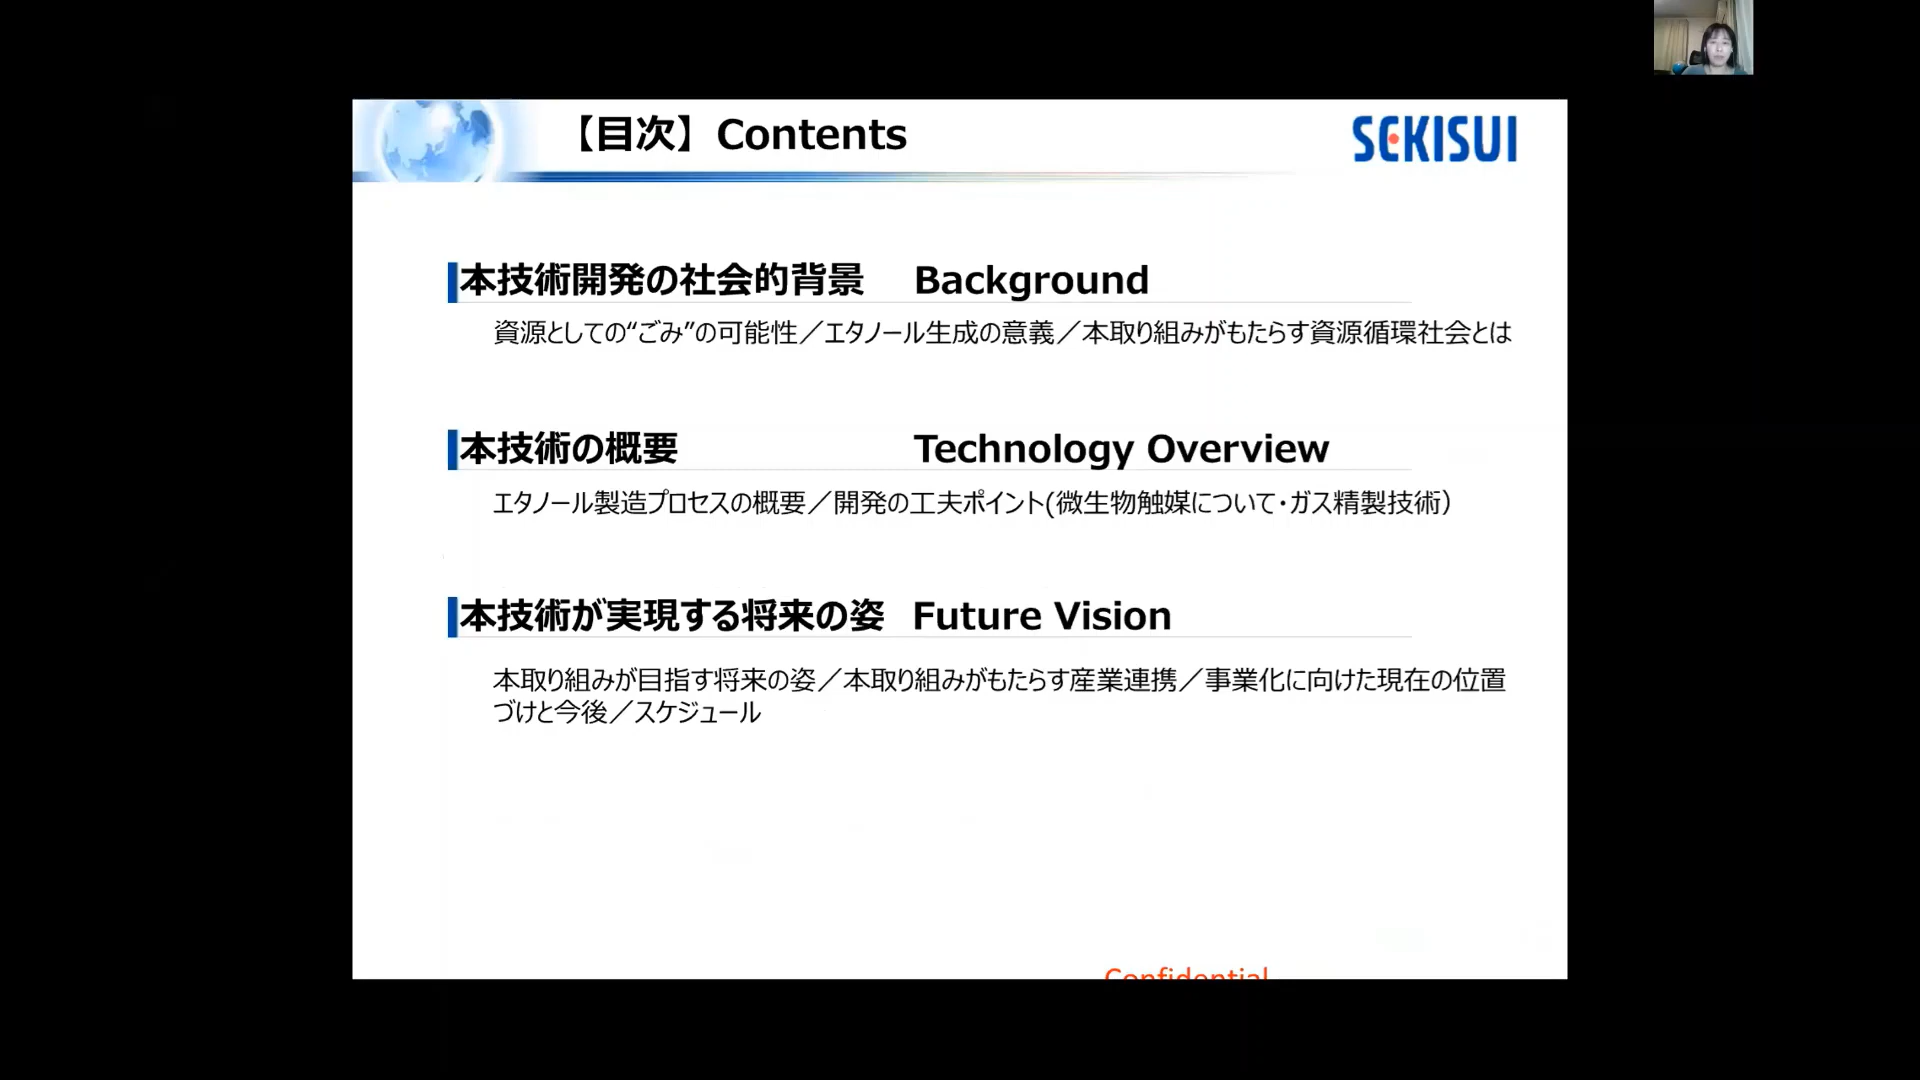 【目次】Contents
SEKISUI
本技術開発の社会的背景 Background
資源としての“ごみ”の可能性／エタノール生成の意義／本取り組みがもたらす資源循環社会とは
本技術の概要 Technology Overview
エタノール製造プロセスの概要／開発の工夫ポイント(微生物触媒について・ガス精製技術）
本技術が実現する将来の姿 Future Vision
本取り組みが目指す将来の姿／本取り組みがもたらす産業連携／事業化に向けた現在の位置
づけと今後／スケジュール
Confidential